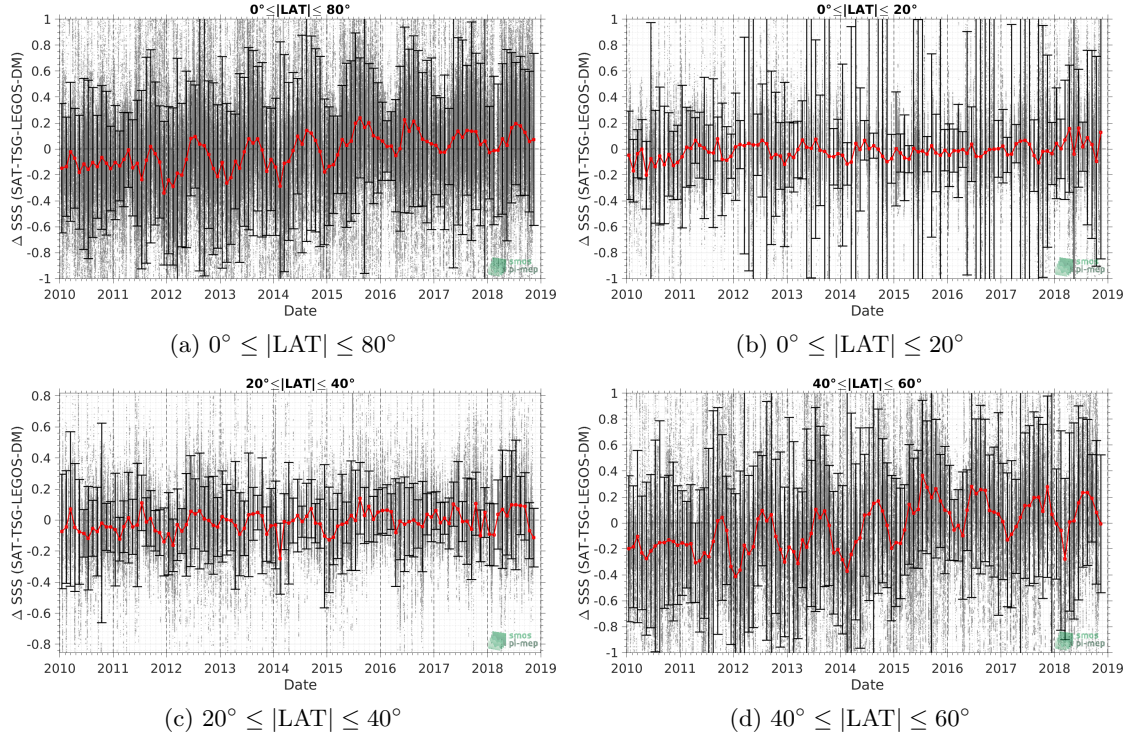 0°≤|LAT|≤ 80°
Δ SSS (SAT-TSG-LEGOS-DM)
1
0.8
0.6
0.4
0.2
0
-0.2
-0.4
-0.6
-0.8
-1
2010 2011 2012 2013 2014 2015 2016 2017 2018 2019
Date
smos
pi-mep
(a) 0° ≤ |LAT| ≤ 80°
0°≤|LAT|≤ 20°
Δ SSS (SAT-TSG-LEGOS-DM)
1
0.8
0.6
0.4
0.2
0
-0.2
-0.4
-0.6
-0.8
-1
2010 2011 2012 2013 2014 2015 2016 2017 2018 2019
Date
smos
pi-mep
(b) 0° ≤ |LAT| ≤ 20°
20°≤|LAT|≤ 40°
Δ SSS (SAT-TSG-LEGOS-DM)
0.8
0.6
0.4
0.2
0
-0.2
-0.4
-0.6
-0.8
2010 2011 2012 2013 2014 2015 2016 2017 2018 2019
Date
smos
pi-mep
(c) 20° ≤ |LAT| ≤ 40°
40°≤|LAT|≤ 60°
Δ SSS (SAT-TSG-LEGOS-DM)
1
0.8
0.6
0.4
0.2
0
-0.2
-0.4
-0.6
-0.8
-1
2010 2011 2012 2013 2014 2015 2016 2017 2018 2019
Date
smos
pi-mep
(d) 40° ≤ |LAT| ≤ 60°